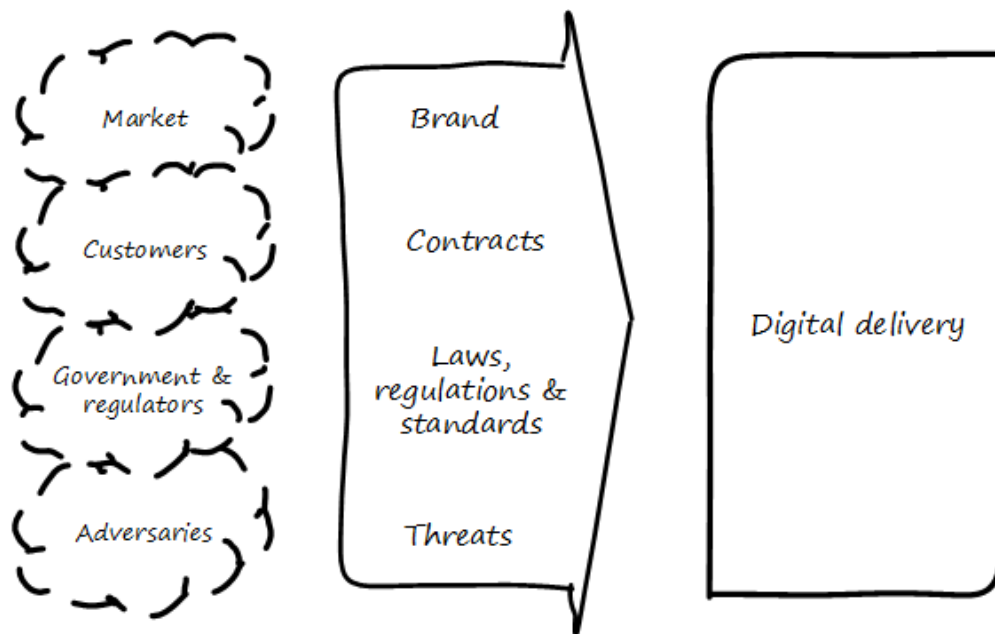 Market
Customers
Government &
regulators
Adversaries
Brand
Contracts
Laws,
regulations &
standards
Threats
Digital delivery